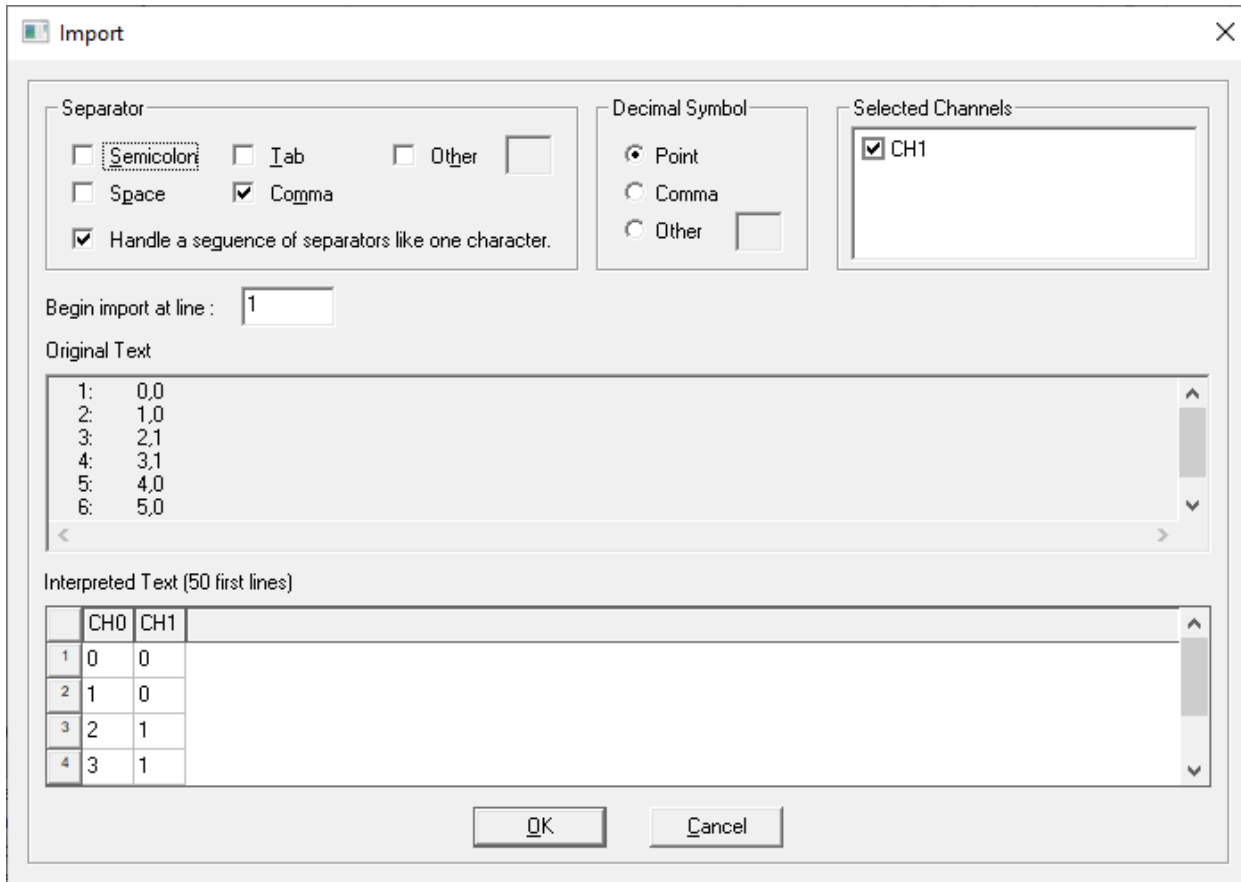 Import
Separator
Semicolon Tab Other
Space Comma
Handle a seguence of separators like one character.
Decimal Symbol
Point
Comma
Other
Selected Channels
CH1
Begin import at line : 1
Original Text
1: 0,0
2: 1,0
3: 2,1
4: 3,1
5: 4,0
6: 5,0
Interpreted Text (50 first lines)
CH0 CH1
1 0 0
2 1 0
3 2 1
4 3 1
OK Cancel